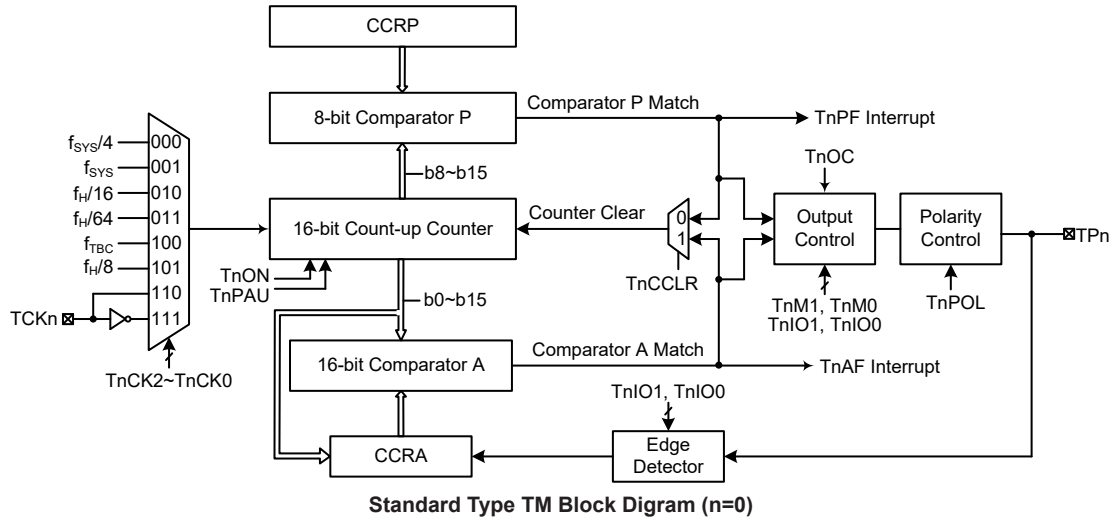 CCRP
8-bit Comparator P
Comparator P Match
TnPF Interrupt
b8~b15
TnOC
fSYS/4
000
fSYS
001
fH/16
010
fH/64
011
fTBC
100
fH/8
101
110
111
TCKn
TnCK2~TnCK0
16-bit Count-up Counter
Counter Clear
0
1
TnCCLR
Output
Control
Polarity
Control
TPn
TnON
TnPAU
b0~b15
TnM1, TnM0
TnIO1, TnIO0
TnPOL
16-bit Comparator A
Comparator A Match
TnAF Interrupt
TnIO1, TnIO0
CCRA
Edge
Detector
Standard Type TM Block Digram (n=0)